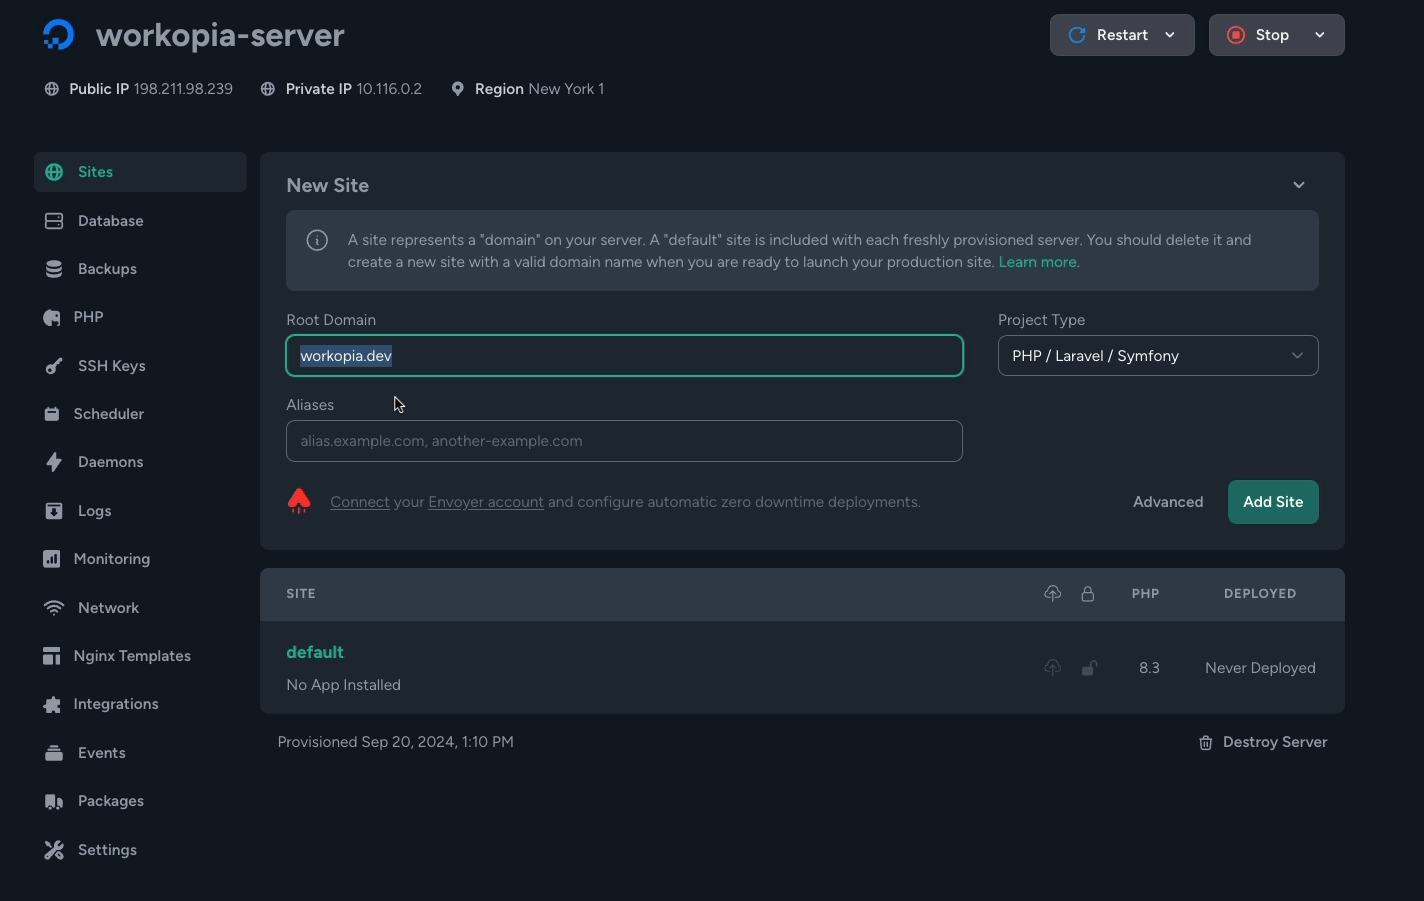 workopia-server
Restart
Stop
Public IP 198.211.98.239
Private IP 10.116.0.2
Region New York 1
Sites
Database
Backups
PHP
SSH Keys
Scheduler
Daemons
Logs
Monitoring
Network
Nginx Templates
Integrations
Events
Packages
Settings
New Site
A site represents a "domain" on your server. A "default" site is included with each freshly provisioned server. You should delete it and
create a new site with a valid domain name when you are ready to launch your production site. Learn more.
Root Domain
Project Type
workopia.dev
PHP / Laravel / Symfony
Aliases
alias.example.com, another-example.com
Connect your Envoyer account and configure automatic zero downtime deployments.
Advanced
Add Site
SITE
PHP
DEPLOYED
default
No App Installed
8.3
Never Deployed
Provisioned Sep 20, 2024, 1:10 PM
Destroy Server